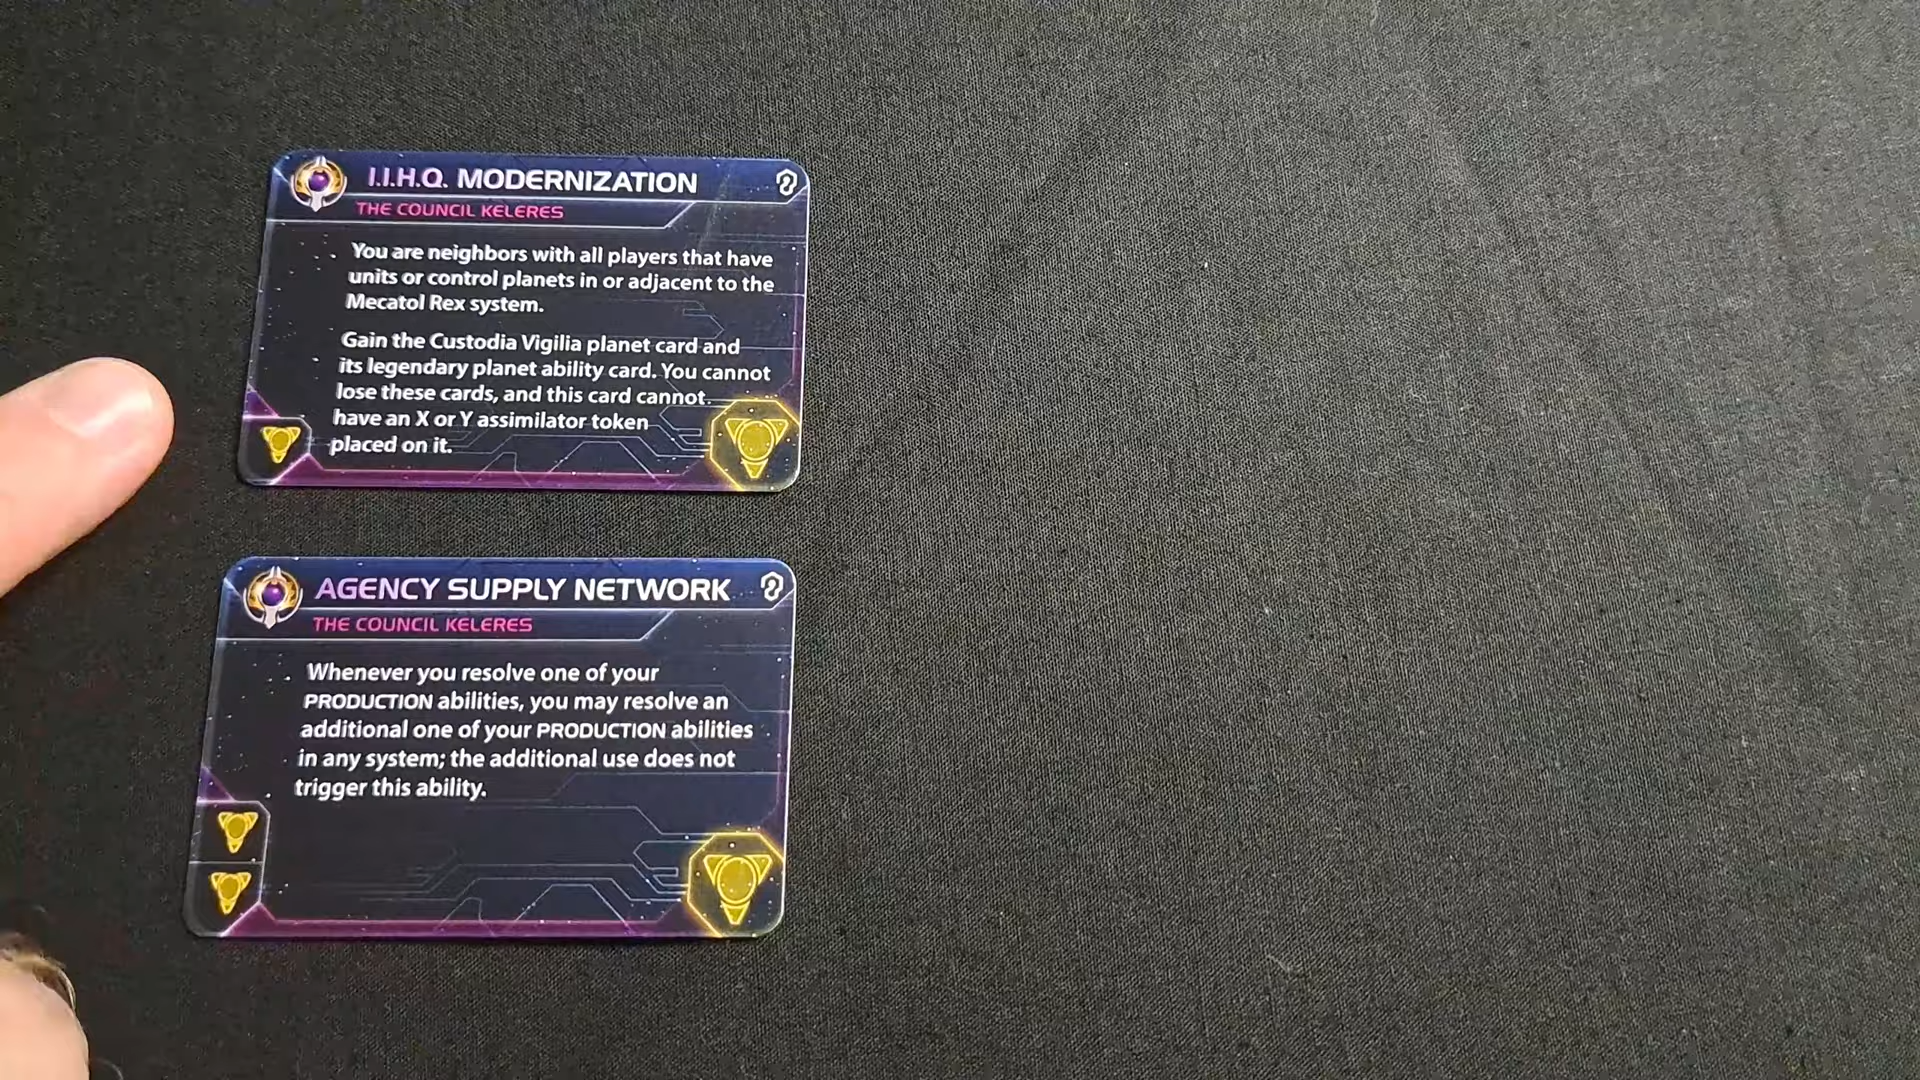 I.I.H.Q. MODERNIZATION
THE COUNCIL KELERES
You are neighbors with all players that have
units or control planets in or adjacent to the
Mecatol Rex system.
Gain the Custodia Vigilia planet card and
its legendary planet ability card. You cannot
lose these cards, and this card cannot
have an X or Y assimilator token
placed on it.
AGENCY SUPPLY NETWORK
THE COUNCIL KELERES
Whenever you resolve one of your
PRODUCTION abilities, you may resolve an
additional one of your PRODUCTION abilities
in any system; the additional use does not
trigger this ability.